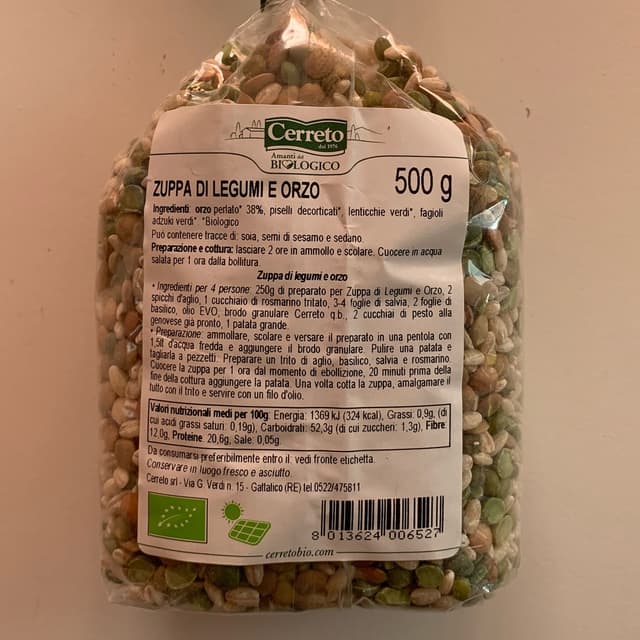 Cerreto
dal 1976
Amanti del
BIOLOGICO
ZUPPA DI LEGUMI E ORZO 500 g
Ingredienti: orzo perlato* 38%, piselli decorticati*, lenticchie verdi*, fagioli
adzuki verdi*. *Biologico
Può contenere tracce di: soia, semi di sesamo e sedano.
Preparazione e cottura: lasciare 2 ore in ammollo e scolare. Cuocere in acqua
salata per 1 ora dalla bollitura.
Zuppa di legumi e orzo
• Ingredienti per 4 persone: 250g di preparato per Zuppa di Legumi e Orzo, 2
spicchi d'aglio, 1 cucchiaio di rosmarino tritato, 3-4 foglie di salvia, 2 foglie di
basilico, olio EVO, brodo granulare Cerreto q.b., 2 cucchiai di pesto alla
genovese già pronto, 1 patata grande.
• Preparazione: ammollare, scolare e versare il preparato in una pentola con
1,5lt d'acqua fredda e aggiungere il brodo granulare. Pulire una patata e
tagliarla a pezzetti. Preparare un trito di aglio, basilico, salvia e rosmarino.
Cuocere la zuppa per 1 ora dal momento di ebollizione, 20 minuti prima della
fine della cottura aggiungere la patata. Una volta cotta la zuppa, amalgamare il
tutto con il trito e servire con un filo d'olio.
Valori nutrizionali medi per 100g: Energia: 1369 kJ (324 kcal), Grassi: 0,9g, (di
cui acidi grassi saturi: 0,19g), Carboidrati: 52,3g (di cui zuccheri: 1,3g), Fibre:
12,0g, Proteine: 20,6g, Sale: 0,05g.
Da consumarsi preferibilmente entro il: vedi fronte etichetta.
Conservare in luogo fresco e asciutto.
Cerreto srl - Via G. Verdi n. 15 - Gattatico (RE) tel.0522/475811
8 013624 006527
cerretobio.com